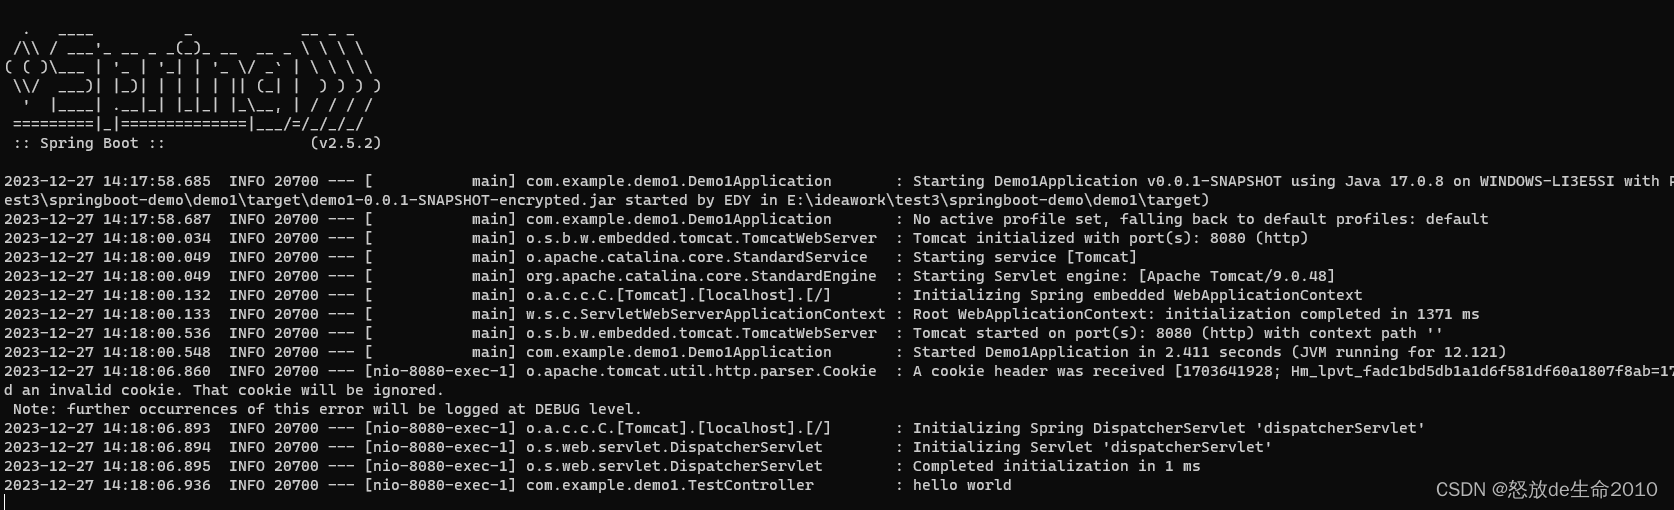 .   ____          _            __ _ _
 /\\ / ___'_ __ _ _(_)_ __  __ _ \ \ \ \
( ( )\___ | '_ | '_| | '_ \/ _` | \ \ \ \
 \\/  ___)| |_)| | | | | || (_| |  ) ) ) )
  '  |____| .__|_| |_|_| |_\__, | / / / /
 =========|_|==============|___/=/_/_/_/
 :: Spring Boot ::                (v2.5.2)
2023-12-27 14:17:58.685  INFO 20700 --- [           main] com.example.demo1.Demo1Application       : Starting Demo1Application v0.0.1-SNAPSHOT using Java 17.0.8 on WINDOWS-LI3E5SI with P
est3\springboot-demo\demo1\target\demo1-0.0.1-SNAPSHOT-encrypted.jar started by EDY in E:\ideawork\test3\springboot-demo\demo1\target)
2023-12-27 14:17:58.687  INFO 20700 --- [           main] com.example.demo1.Demo1Application       : No active profile set, falling back to default profiles: default
2023-12-27 14:18:00.034  INFO 20700 --- [           main] o.s.b.w.embedded.tomcat.TomcatWebServer  : Tomcat initialized with port(s): 8080 (http)
2023-12-27 14:18:00.049  INFO 20700 --- [           main] o.apache.catalina.core.StandardService   : Starting service [Tomcat]
2023-12-27 14:18:00.049  INFO 20700 --- [           main] org.apache.catalina.core.StandardEngine  : Starting Servlet engine: [Apache Tomcat/9.0.48]
2023-12-27 14:18:00.132  INFO 20700 --- [           main] o.a.c.c.C.[Tomcat].[localhost].[/]       : Initializing Spring embedded WebApplicationContext
2023-12-27 14:18:00.133  INFO 20700 --- [           main] w.s.c.ServletWebServerApplicationContext : Root WebApplicationContext: initialization completed in 1371 ms
2023-12-27 14:18:00.536  INFO 20700 --- [           main] o.s.b.w.embedded.tomcat.TomcatWebServer  : Tomcat started on port(s): 8080 (http) with context path ''
2023-12-27 14:18:00.548  INFO 20700 --- [           main] com.example.demo1.Demo1Application       : Started Demo1Application in 2.411 seconds (JVM running for 12.121)
2023-12-27 14:18:06.860  INFO 20700 --- [nio-8080-exec-1] o.apache.tomcat.util.http.parser.Cookie  : A cookie header was received [1703641928; Hm_lpvt_fadc1bd5db1a1d6f581df60a1807f8ab=17
d an invalid cookie. That cookie will be ignored.
 Note: further occurrences of this error will be logged at DEBUG level.
2023-12-27 14:18:06.893  INFO 20700 --- [nio-8080-exec-1] o.a.c.c.C.[Tomcat].[localhost].[/]       : Initializing Spring DispatcherServlet 'dispatcherServlet'
2023-12-27 14:18:06.894  INFO 20700 --- [nio-8080-exec-1] o.s.web.servlet.DispatcherServlet        : Initializing Servlet 'dispatcherServlet'
2023-12-27 14:18:06.895  INFO 20700 --- [nio-8080-exec-1] o.s.web.servlet.DispatcherServlet        : Completed initialization in 1 ms
2023-12-27 14:18:06.936  INFO 20700 --- [nio-8080-exec-1] com.example.demo1.TestController         : hello world
CSDN @怒放de生命2010